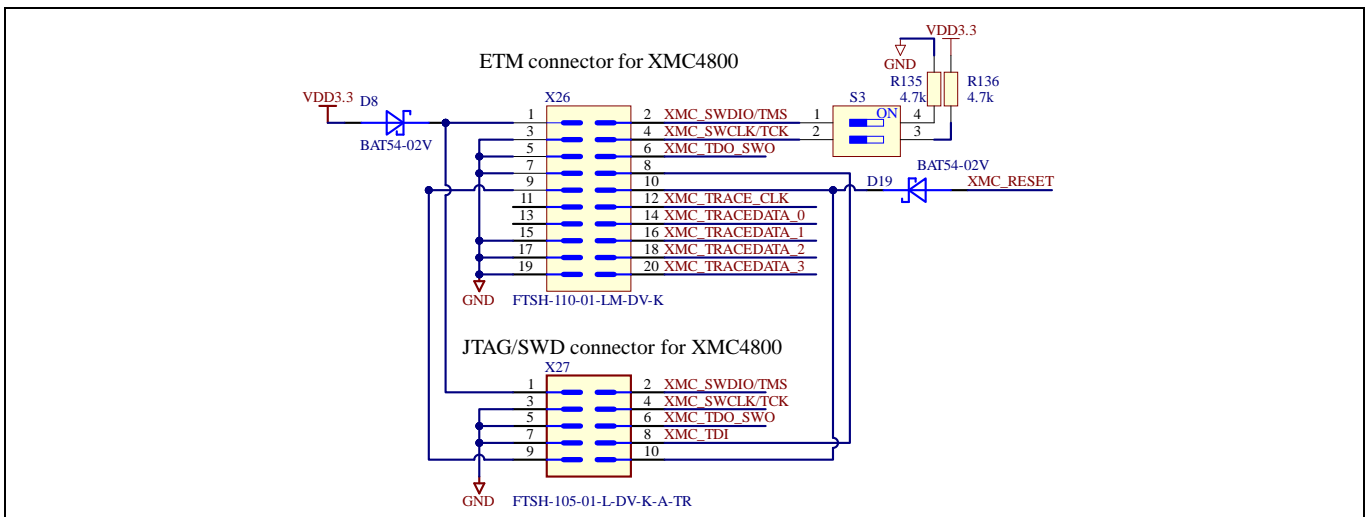 VDD3.3
ETM connector for XMC4800
GND
R135
R136
4.7k
4.7k
VDD3.3
D8
BAT54-02V
X26
1
2
XMC_SWDIO/TMS
3
4
XMC_SWCLK/TCK
5
6
XMC_TDO_SWO
7
8
9
10
11
12
XMC_TRACE_CLK
13
14
XMC_TRACEDATA_0
15
16
XMC_TRACEDATA_1
17
18
XMC_TRACEDATA_2
19
20
XMC_TRACEDATA_3
S3
1
ON
4
2
3
BAT54-02V
D19
XMC_RESET
GND
FTSH-110-01-LM-DV-K
JTAG/SWD connector for XMC4800
X27
1
2
XMC_SWDIO/TMS
3
4
XMC_SWCLK/TCK
5
6
XMC_TDO_SWO
7
8
XMC_TDI
9
10
GND
FTSH-105-01-L-DV-K-A-TR